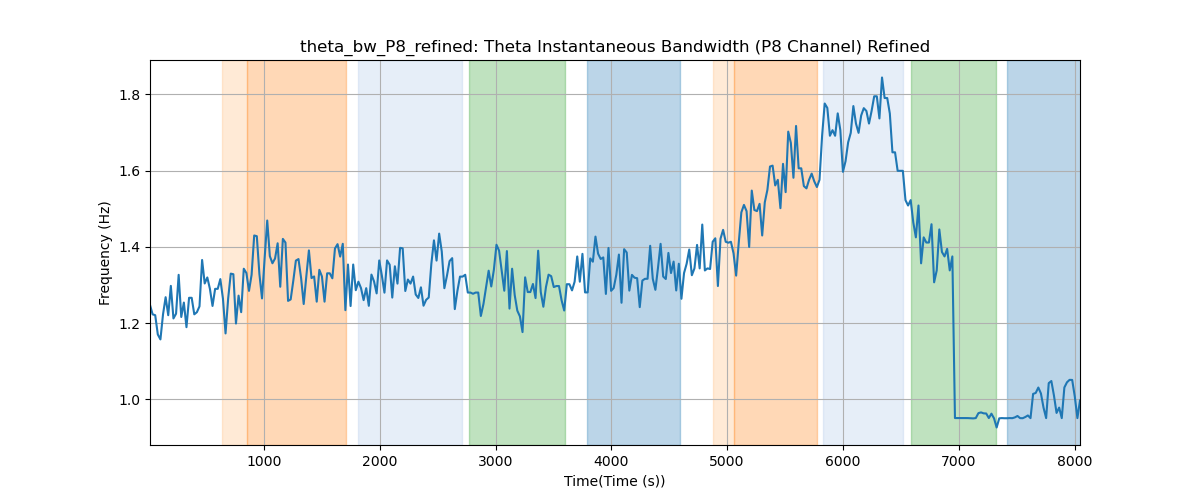 theta_bw_P8_refined: Theta Instantaneous Bandwidth (P8 Channel) Refined
Frequency (Hz)
1.8
1.6
1.4
1.2
1.0
1000 2000 3000 4000 5000 6000 7000 8000
Time(Time (s))